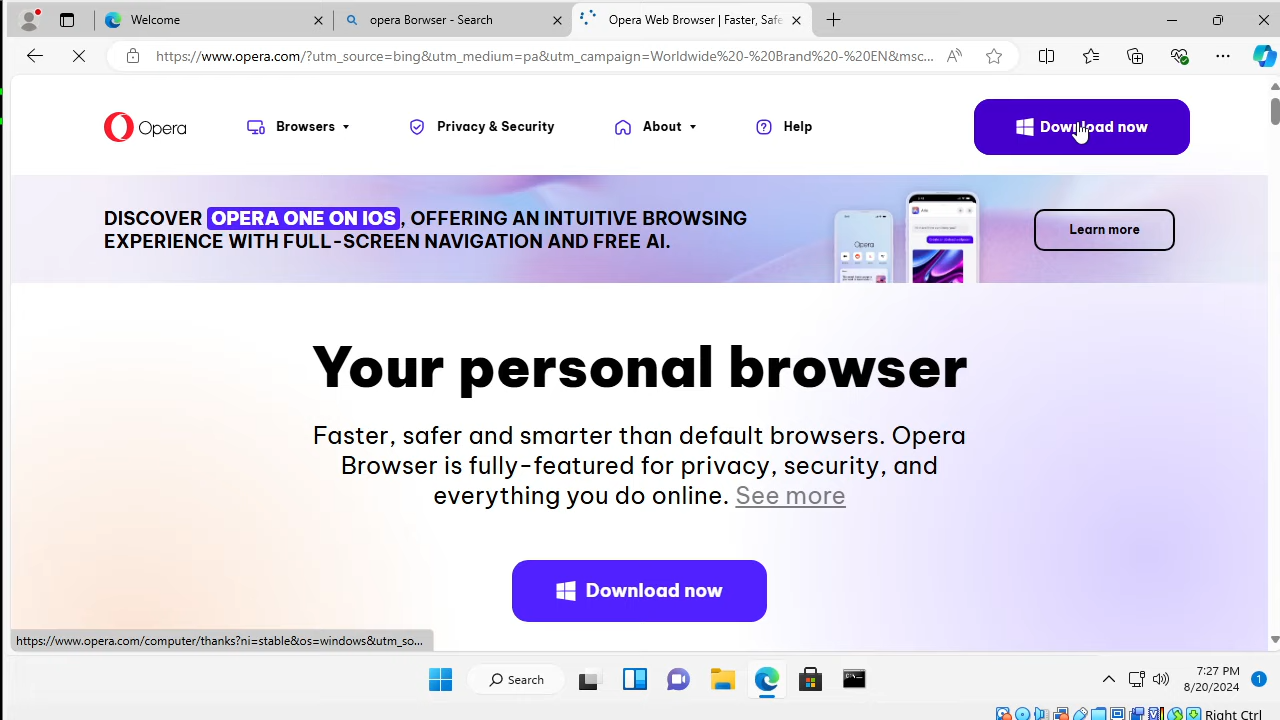 Welcome
opera Borwser - Search
Opera Web Browser | Faster, Safe
https://www.opera.com/?utm_source=bing&utm_medium=pa&utm_campaign=Worldwide%20-%20Brand%20-%20EN&msc...
Opera
Browsers
Privacy & Security
About
Help
Download now
DISCOVER OPERA ONE ON iOS, OFFERING AN INTUITIVE BROWSING
EXPERIENCE WITH FULL-SCREEN NAVIGATION AND FREE AI.
Opera
Learn more
Your personal browser
Faster, safer and smarter than default browsers. Opera
Browser is fully-featured for privacy, security, and
everything you do online. See more
Download now
https://www.opera.com/computer/thanks?ni=stable&os=windows&utm_so...
Search
7:27 PM
8/20/2024
1
Right Ctrl